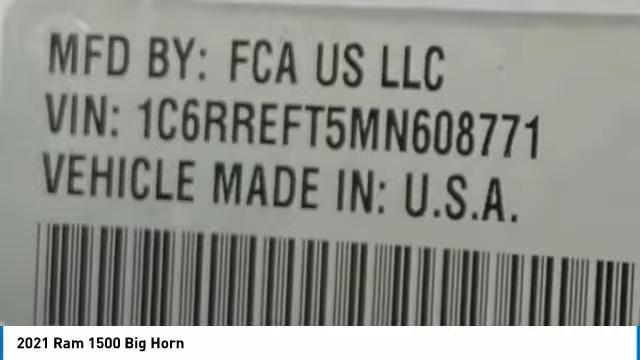 MFD BY: FCA US LLC
VIN: 1C6RREFT5MN608771
VEHICLE MADE IN: U.S.A.
2021 Ram 1500 Big Horn